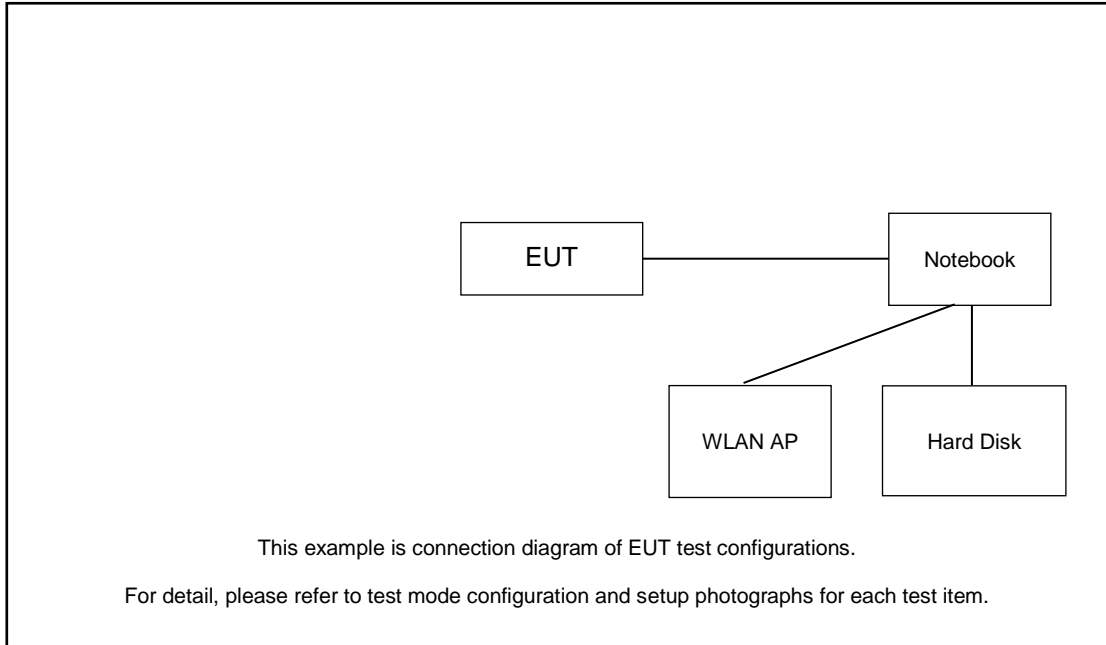 EUT
Notebook
WLAN AP
Hard Disk
This example is connection diagram of EUT test configurations.
For detail, please refer to test mode configuration and setup photographs for each test item.